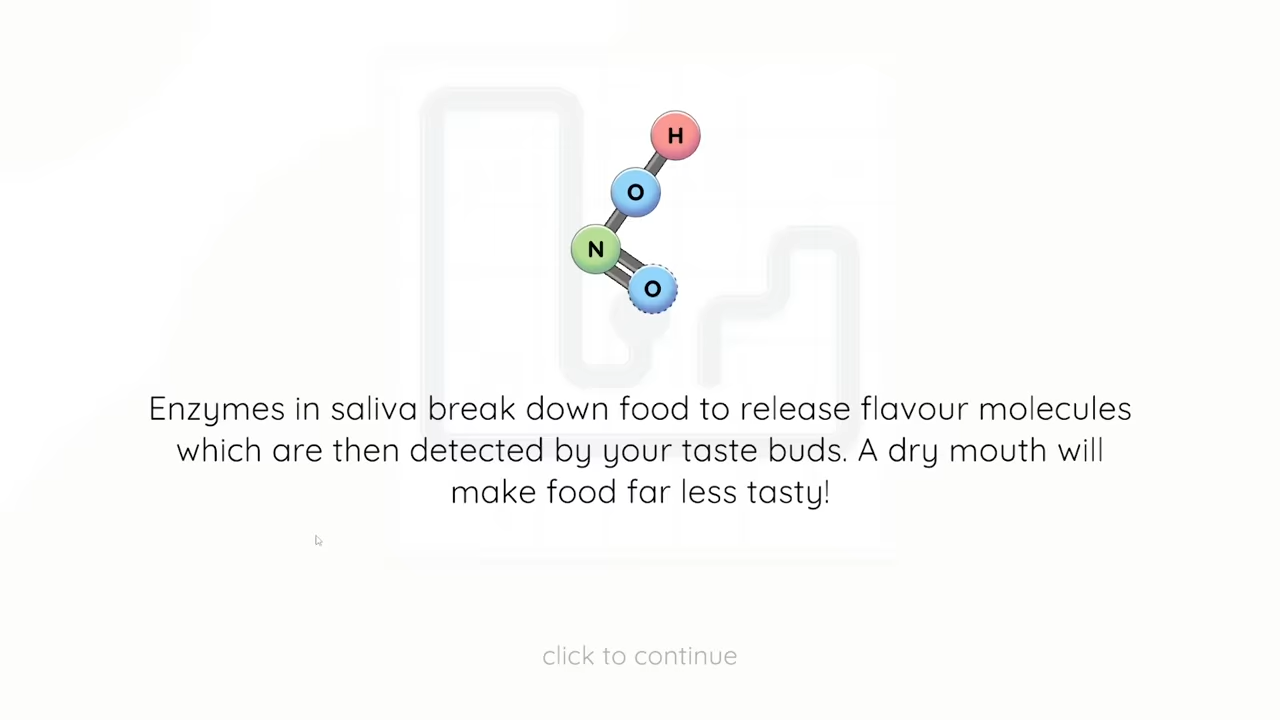 H
O
N
O
Enzymes in saliva break down food to release flavour molecules
which are then detected by your taste buds. A dry mouth will
make food far less tasty!
click to continue